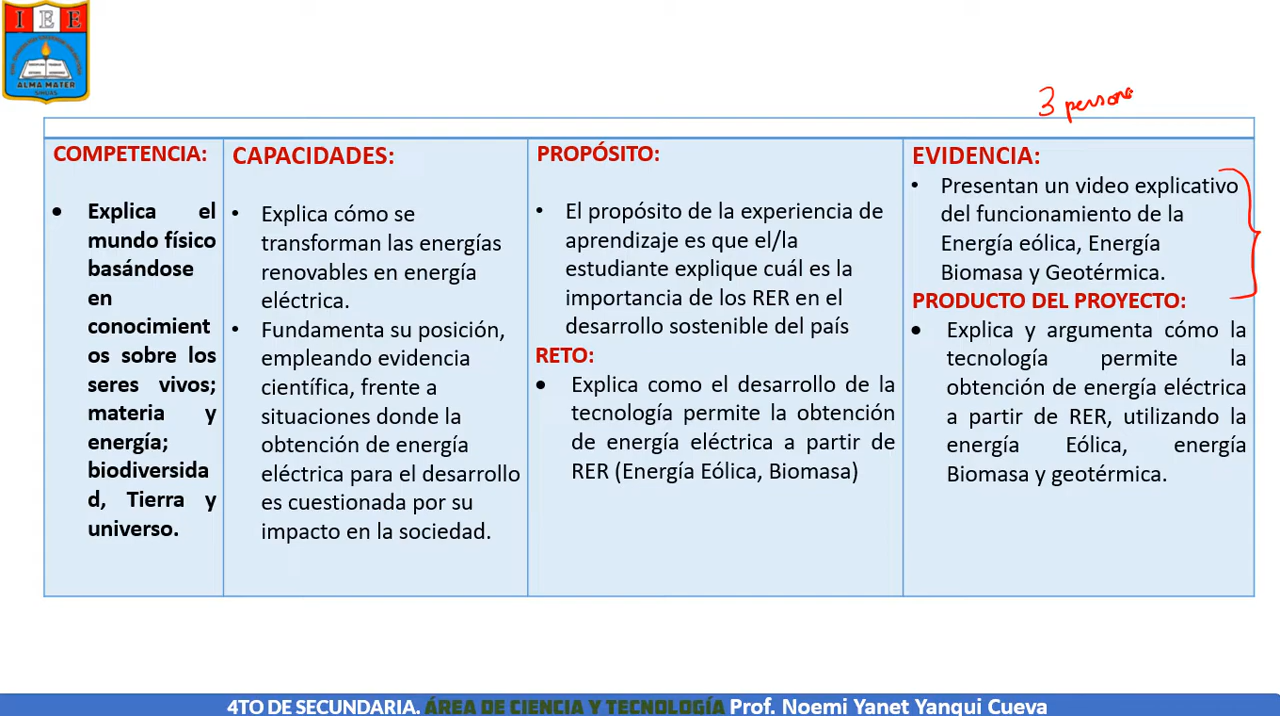 I E E
ALMA MATER
SIHUAS
3 persona
COMPETENCIA:
Explica el
mundo físico
basándose
en
conocimient
os sobre los
seres vivos;
materia y
energía;
biodiversida
d, Tierra y
universo.
CAPACIDADES:
Explica cómo se
transforman las energías
renovables en energía
eléctrica.
Fundamenta su posición,
empleando evidencia
científica, frente a
situaciones donde la
obtención de energía
eléctrica para el desarrollo
es cuestionada por su
impacto en la sociedad.
PROPÓSITO:
El propósito de la experiencia de
aprendizaje es que el/la
estudiante explique cuál es la
importancia de los RER en el
desarrollo sostenible del país
RETO:
Explica como el desarrollo de la
tecnología permite la obtención
de energía eléctrica a partir de
RER (Energía Eólica, Biomasa)
EVIDENCIA:
Presentan un video explicativo
del funcionamiento de la
Energía eólica, Energía
Biomasa y Geotérmica.
PRODUCTO DEL PROYECTO:
Explica y argumenta cómo la
tecnología permite la
obtención de energía eléctrica
a partir de RER, utilizando la
energía Eólica, energía
Biomasa y geotérmica.
4TO DE SECUNDARIA. ÁREA DE CIENCIA Y TECNOLOGÍA Prof. Noemi Yanet Yanqui Cueva